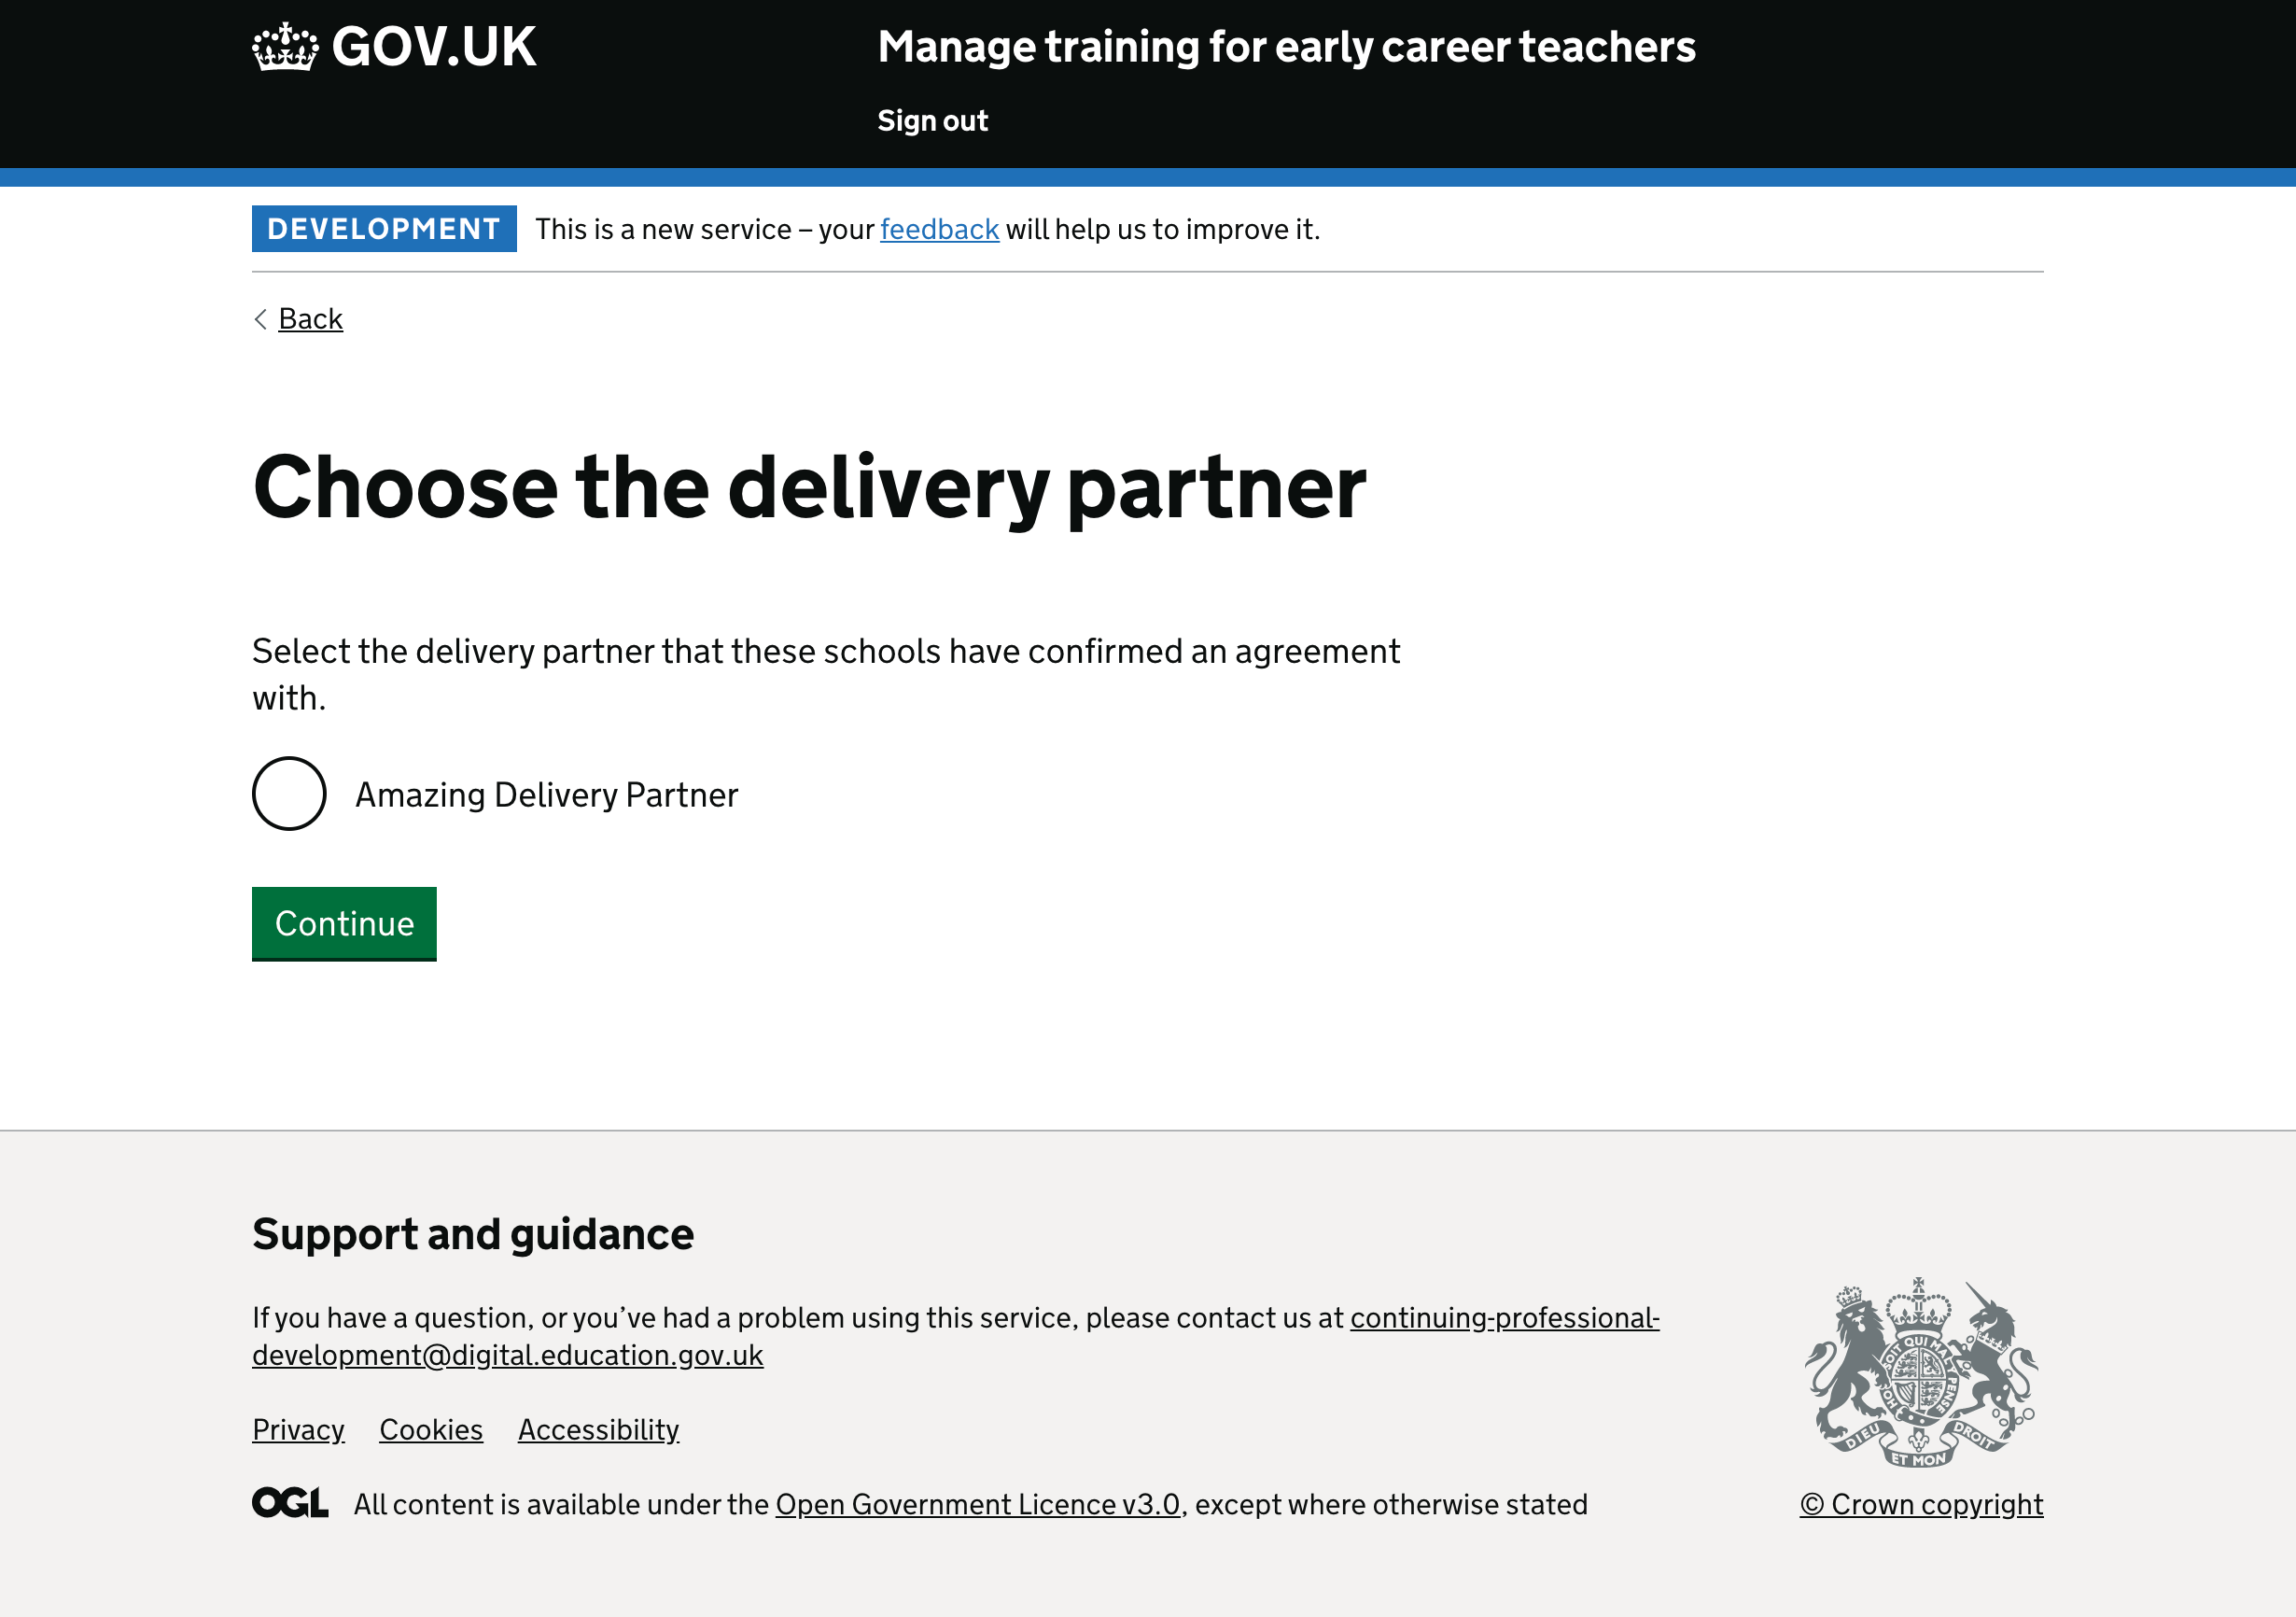 GOV.UK
Manage training for early career teachers
Sign out
DEVELOPMENT
This is a new service – your feedback will help us to improve it.
Back
Choose the delivery partner
Select the delivery partner that these schools have confirmed an agreement
with.
Amazing Delivery Partner
Continue
Support and guidance
If you have a question, or you’ve had a problem using this service, please contact us at continuing-professional-
development@digital.education.gov.uk
Privacy
Cookies
Accessibility
OGL
All content is available under the Open Government Licence v3.0, except where otherwise stated
DIEU
ET MON
DROIT
© Crown copyright